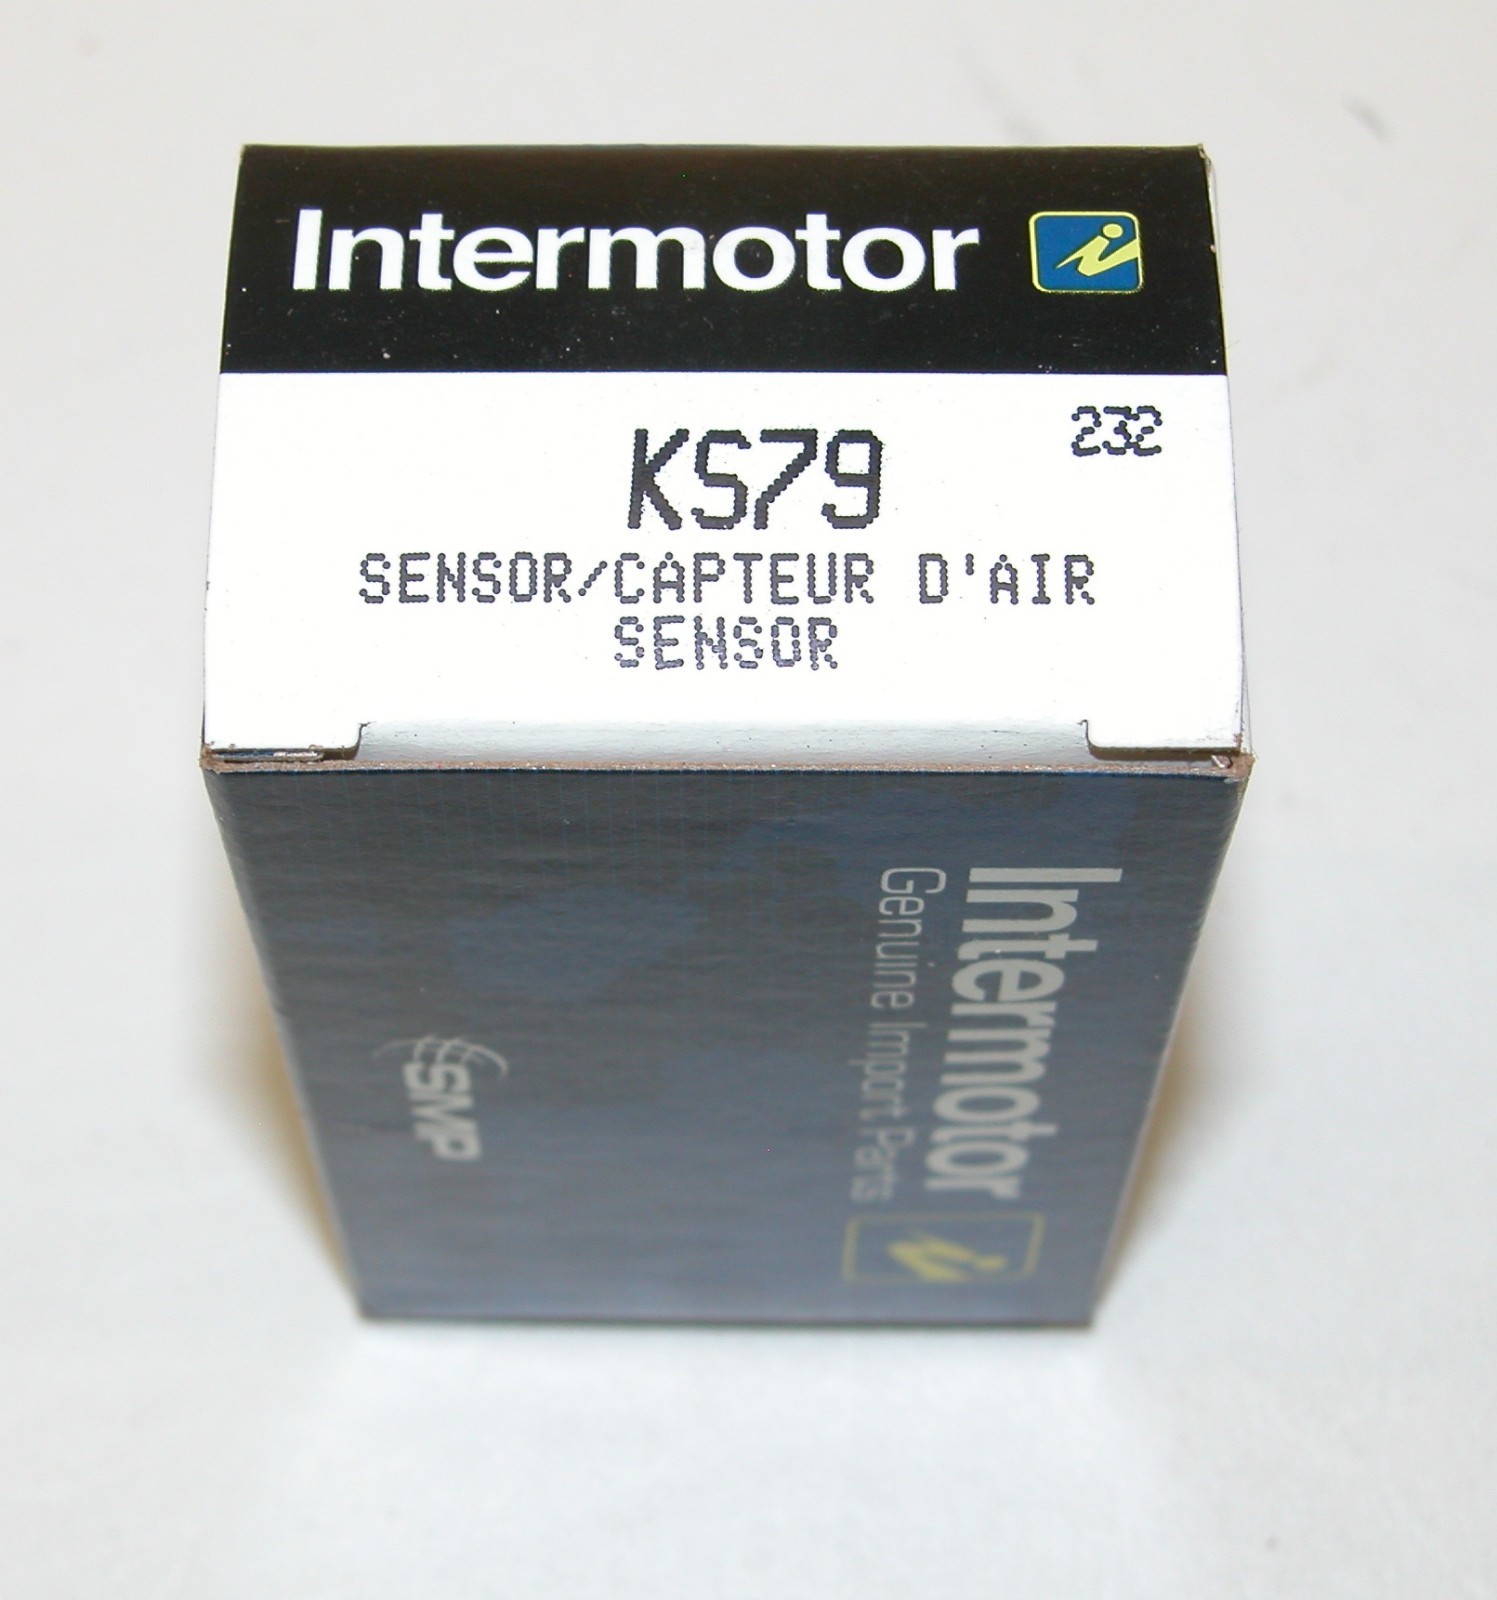 Intermotor
232
KS79
SENSOR/CAPTEUR D'AIR
SENSOR
Intermotor
Genuine Import Parts
SMP